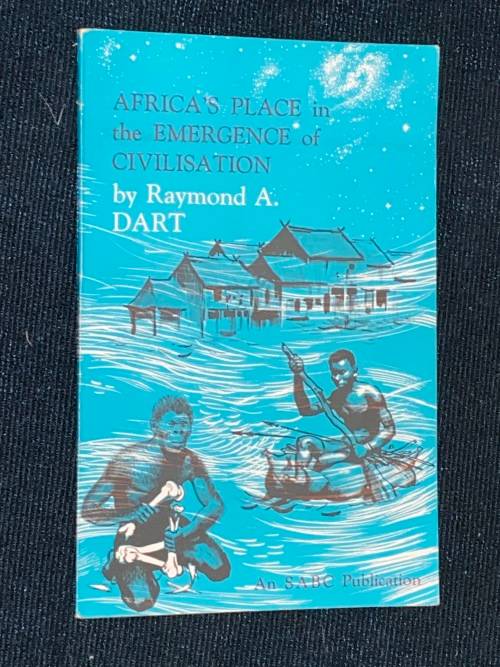 AFRICA'S PLACE in
the EMERGENCE of
CIVILISATION
by Raymond A.
DART
An SABC Publication